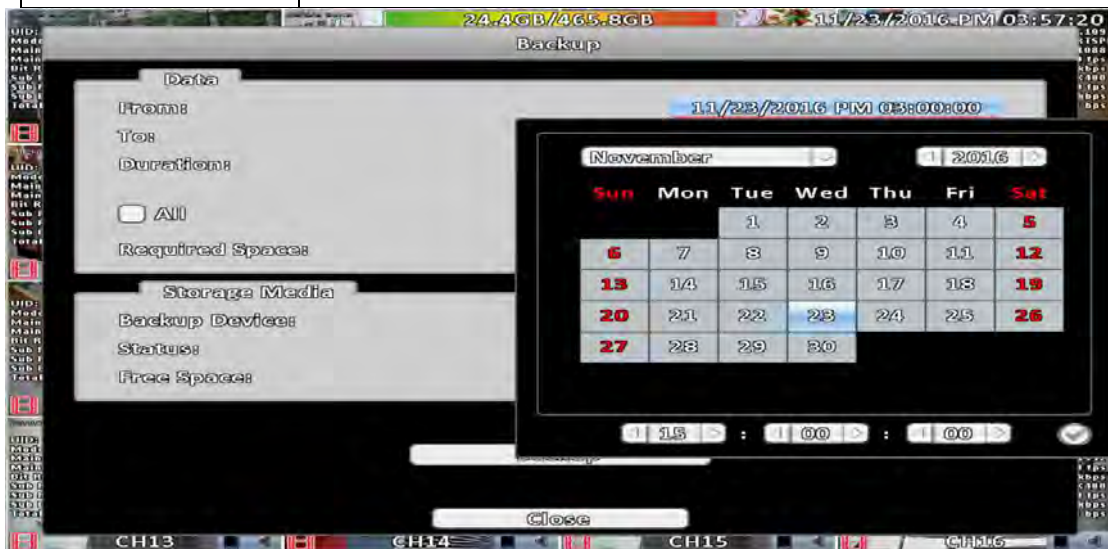 24.4GB/465.8GB 11/23/2016 PM 03:57:20
Backup
Data
From: 11/23/2016 PM 03:00:00
To:
Duration:
All
Required Space:
Storage Media
Backup Device:
Status:
Free Space:
November 2016
Sun Mon Tue Wed Thu Fri Sat
1 2 3 4 5
6 7 8 9 10 11 12
13 14 15 16 17 18 19
20 21 22 23 24 25 26
27 28 29 30
15 : 00 : 00
Backup
Close
CH13 CH14 CH15 CH16